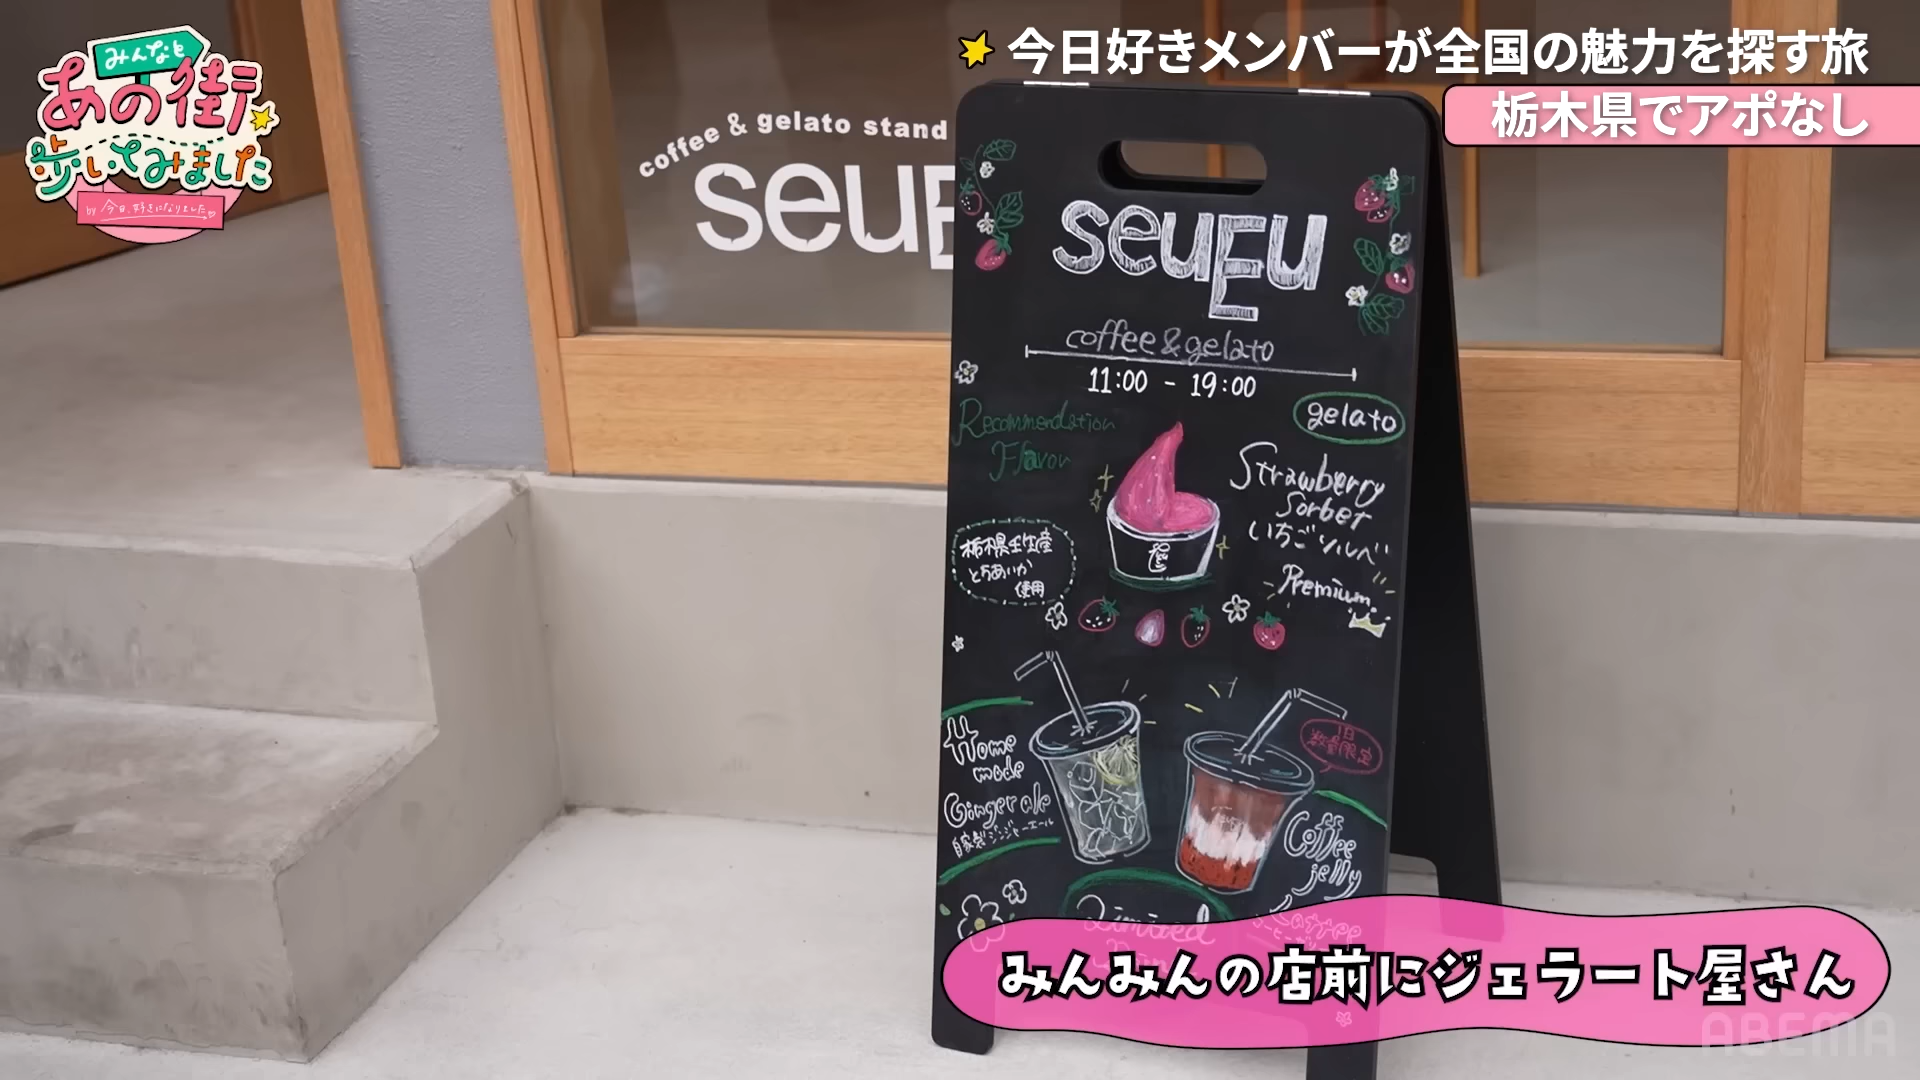 みんなと
あの街
歩いてみました
by 今日、好きになりました
今日好きメンバーが全国の魅力を探す旅
栃木県でアポなし
coffee & gelato stand
seuE
seuEu
coffee & gelato
11:00 - 19:00
Recommendation
Flavor
gelato
Strawberry
Sorbet
いちごソルベ
Premium
栃木県壬生産
とちあいか
使用
Home
made
Ginger ale
自家製ジンジャーエール
1日
数量限定
Coffee
jelly
Latte
Limited
みんみんの店前にジェラート屋さん
ABEMA